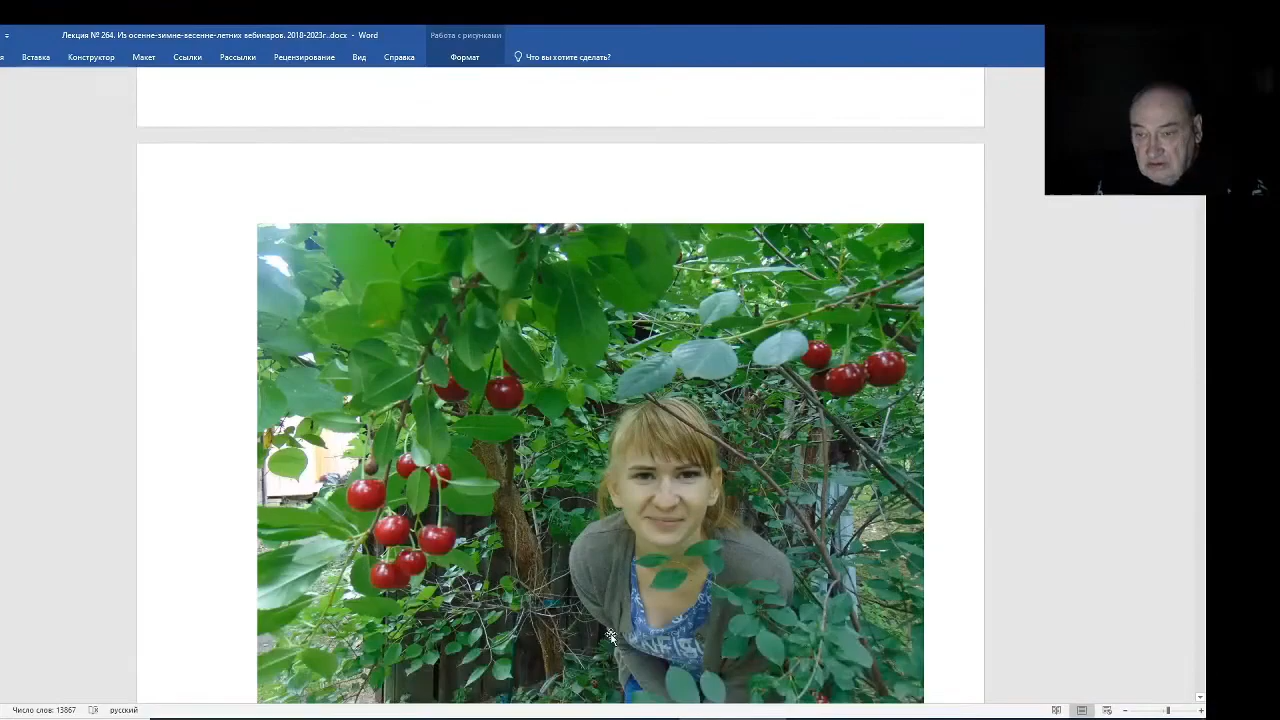 Лекция № 264. Из осенне-зимне-весенне-летних вебинаров. 2018-2023г..docx - Word
Работа с рисунками
я Вставка Конструктор Макет Ссылки Рассылки Рецензирование Вид Справка Формат Что вы хотите сделать?
Число слов: 13867 русский